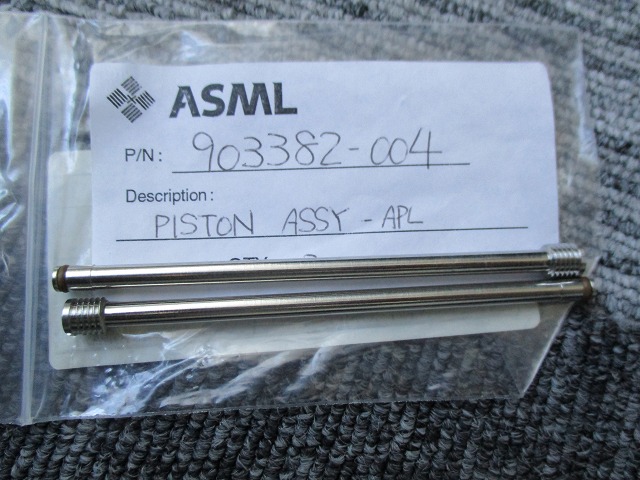 ASML
P/N: 903382-004
Description:
PISTON ASSY - APL